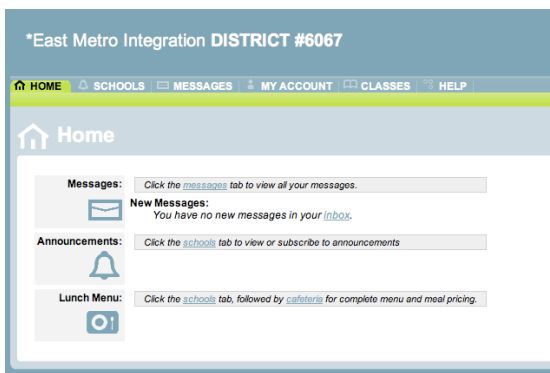 *East Metro Integration DISTRICT #6067
HOME SCHOOLS MESSAGES MY ACCOUNT CLASSES HELP
Home
Messages: Click the messages tab to view all your messages.
New Messages:
You have no new messages in your inbox.
Announcements: Click the schools tab to view or subscribe to announcements
Lunch Menu: Click the schools tab, followed by cafeteria for complete menu and meal pricing.